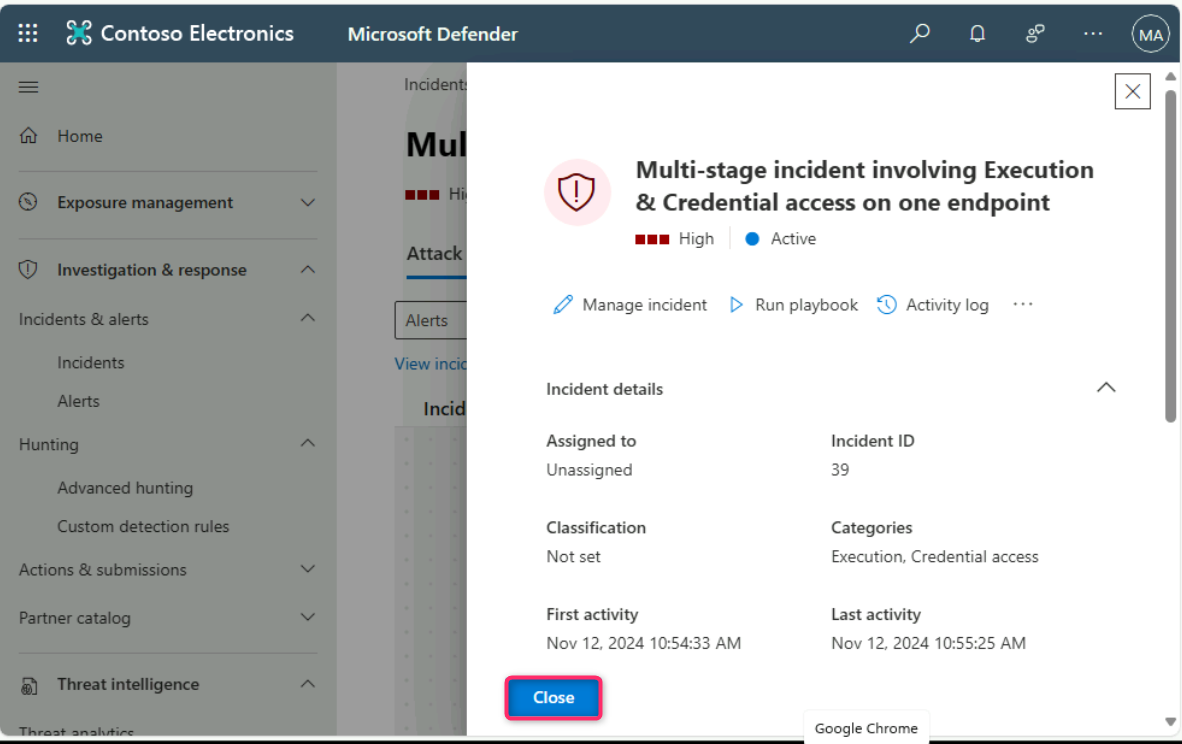 Contoso Electronics
Microsoft Defender
MA
Home
Exposure management
Investigation & response
Incidents & alerts
Incidents
Alerts
Hunting
Advanced hunting
Custom detection rules
Actions & submissions
Partner catalog
Threat intelligence
Threat analytics
Incidents
Mul
Hi
Attack
Alerts
View inci
Incid
Multi-stage incident involving Execution
& Credential access on one endpoint
High
Active
Manage incident
Run playbook
Activity log
Incident details
Assigned to
Unassigned
Incident ID
39
Classification
Not set
Categories
Execution, Credential access
First activity
Nov 12, 2024 10:54:33 AM
Last activity
Nov 12, 2024 10:55:25 AM
Close
Google Chrome